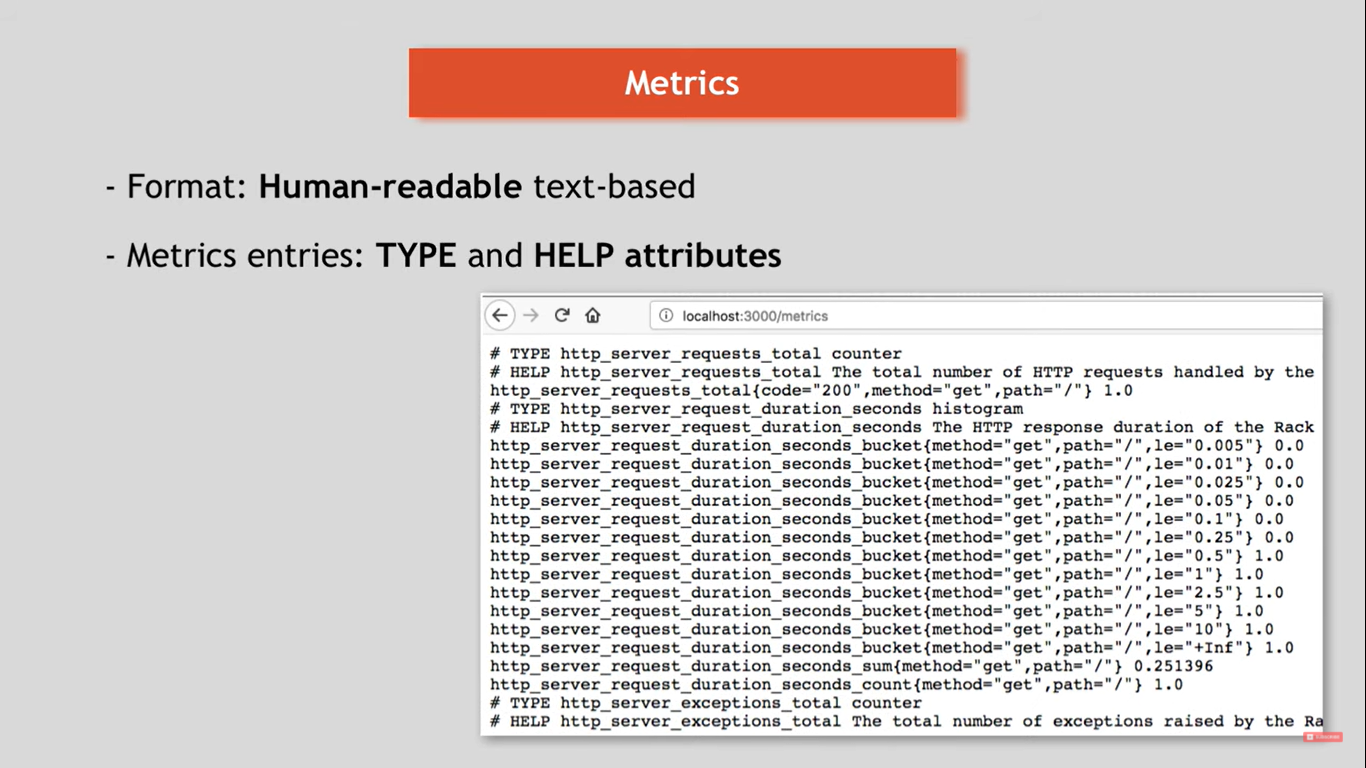 Metrics
- Format: Human-readable text-based
- Metrics entries: TYPE and HELP attributes
localhost:3000/metrics
# TYPE http_server_requests_total counter
# HELP http_server_requests_total The total number of HTTP requests handled by the
http_server_requests_total{code="200",method="get",path="/"} 1.0
# TYPE http_server_request_duration_seconds histogram
# HELP http_server_request_duration_seconds The HTTP response duration of the Rack
http_server_request_duration_seconds_bucket{method="get",path="/",le="0.005"} 0.0
http_server_request_duration_seconds_bucket{method="get",path="/",le="0.01"} 0.0
http_server_request_duration_seconds_bucket{method="get",path="/",le="0.025"} 0.0
http_server_request_duration_seconds_bucket{method="get",path="/",le="0.05"} 0.0
http_server_request_duration_seconds_bucket{method="get",path="/",le="0.1"} 0.0
http_server_request_duration_seconds_bucket{method="get",path="/",le="0.25"} 0.0
http_server_request_duration_seconds_bucket{method="get",path="/",le="0.5"} 1.0
http_server_request_duration_seconds_bucket{method="get",path="/",le="1"} 1.0
http_server_request_duration_seconds_bucket{method="get",path="/",le="2.5"} 1.0
http_server_request_duration_seconds_bucket{method="get",path="/",le="5"} 1.0
http_server_request_duration_seconds_bucket{method="get",path="/",le="10"} 1.0
http_server_request_duration_seconds_bucket{method="get",path="/",le="+Inf"} 1.0
http_server_request_duration_seconds_sum{method="get",path="/"} 0.251396
http_server_request_duration_seconds_count{method="get",path="/"} 1.0
# TYPE http_server_exceptions_total counter
# HELP http_server_exceptions_total The total number of exceptions raised by the Ra